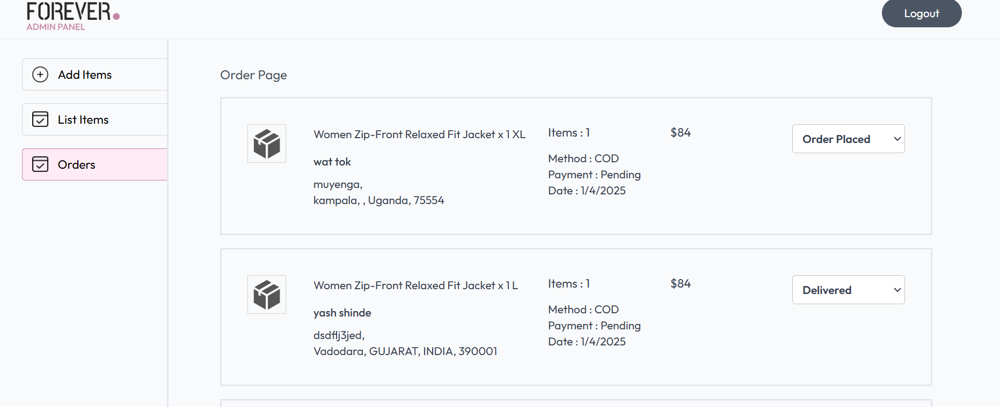 FOREVER.
ADMIN PANEL
Logout
Add Items
List Items
Orders
Order Page
Women Zip-Front Relaxed Fit Jacket x 1 XL
wat tok
muyenga,
kampala, , Uganda, 75554
Items : 1
Method : COD
Payment : Pending
Date : 1/4/2025
$84
Order Placed
Women Zip-Front Relaxed Fit Jacket x 1 L
yash shinde
dsdflj3jed,
Vadodara, GUJARAT, INDIA, 390001
Items : 1
Method : COD
Payment : Pending
Date : 1/4/2025
$84
Delivered